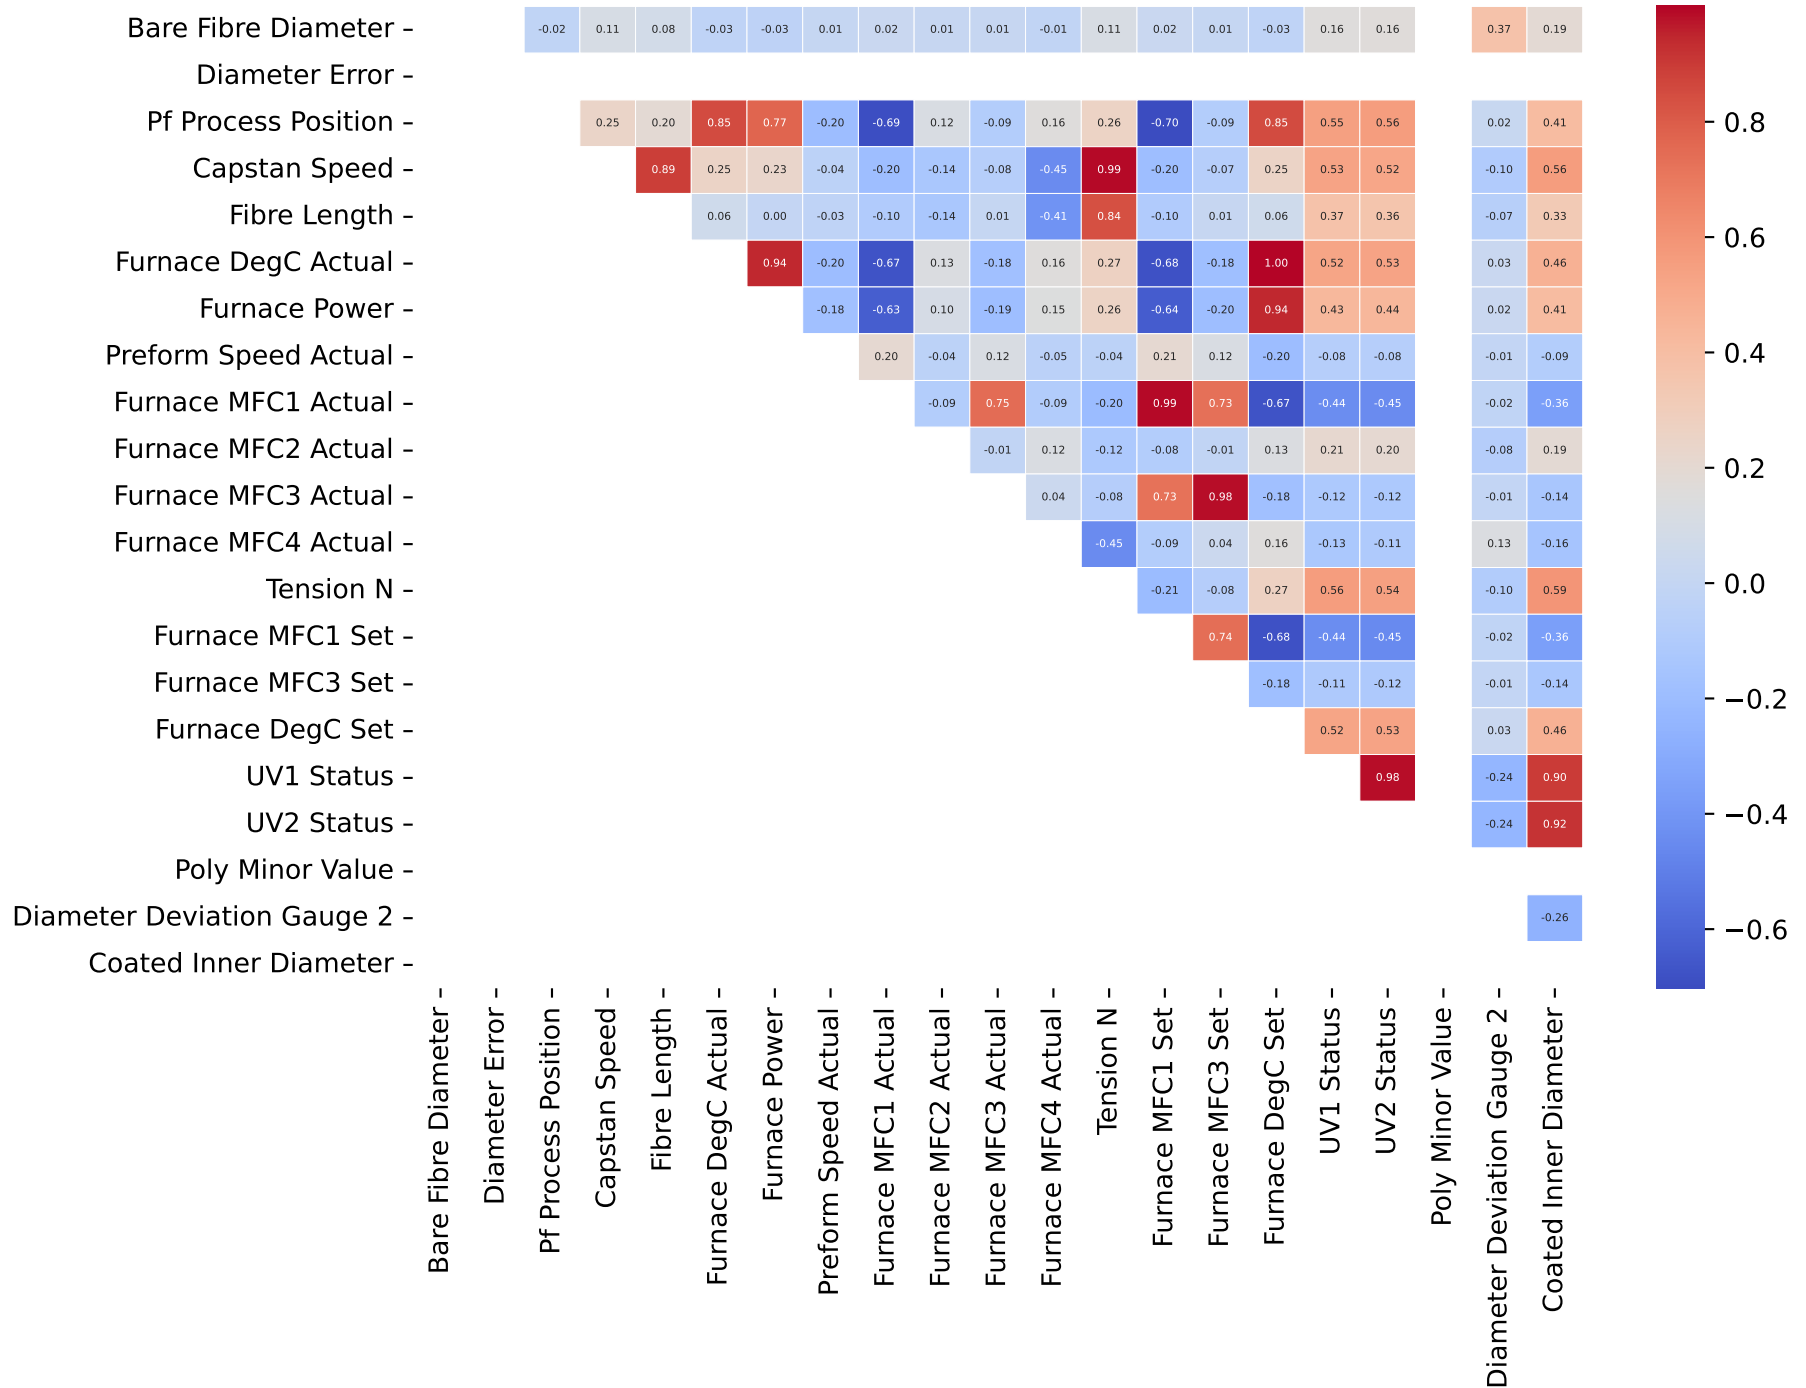 Bare Fibre Diameter -0.02 0.11 0.08 -0.03 -0.03 0.01 0.02 0.01 0.01 -0.01 0.11 0.02 0.01 -0.03 0.16 0.16 0.37 0.19
Diameter Error
Pf Process Position 0.25 0.20 0.85 0.77 -0.20 -0.69 0.12 -0.09 0.16 0.26 -0.70 -0.09 0.85 0.55 0.56 0.02 0.41
Capstan Speed 0.89 0.25 0.23 -0.04 -0.20 -0.14 -0.08 -0.45 0.99 -0.20 -0.07 0.25 0.53 0.52 -0.10 0.56
Fibre Length 0.06 0.00 -0.03 -0.10 -0.14 0.01 -0.41 0.84 -0.10 0.01 0.06 0.37 0.36 -0.07 0.33
Furnace DegC Actual 0.94 -0.20 -0.67 0.13 -0.18 0.16 0.27 -0.68 -0.18 1.00 0.52 0.53 0.03 0.46
Furnace Power -0.18 -0.63 0.10 -0.19 0.15 0.26 -0.64 -0.20 0.94 0.43 0.44 0.02 0.41
Preform Speed Actual 0.20 -0.04 0.12 -0.05 -0.04 0.21 0.12 -0.20 -0.08 -0.08 -0.01 -0.09
Furnace MFC1 Actual -0.09 0.75 -0.09 -0.20 0.99 0.73 -0.67 -0.44 -0.45 -0.02 -0.36
Furnace MFC2 Actual -0.01 0.12 -0.12 -0.08 -0.01 0.13 0.21 0.20 -0.08 0.19
Furnace MFC3 Actual 0.04 -0.08 0.73 0.98 -0.18 -0.12 -0.12 -0.01 -0.14
Furnace MFC4 Actual -0.45 -0.09 0.04 0.16 -0.13 -0.11 0.13 -0.16
Tension N -0.21 -0.08 0.27 0.56 0.54 -0.10 0.59
Furnace MFC1 Set 0.74 -0.68 -0.44 -0.45 -0.02 -0.36
Furnace MFC3 Set -0.18 -0.11 -0.12 -0.01 -0.14
Furnace DegC Set 0.52 0.53 0.03 0.46
UV1 Status 0.98 -0.24 0.90
UV2 Status -0.24 0.92
Poly Minor Value
Diameter Deviation Gauge 2 -0.26
Coated Inner Diameter
Bare Fibre Diameter
Diameter Error
Pf Process Position
Capstan Speed
Fibre Length
Furnace DegC Actual
Furnace Power
Preform Speed Actual
Furnace MFC1 Actual
Furnace MFC2 Actual
Furnace MFC3 Actual
Furnace MFC4 Actual
Tension N
Furnace MFC1 Set
Furnace MFC3 Set
Furnace DegC Set
UV1 Status
UV2 Status
Poly Minor Value
Diameter Deviation Gauge 2
Coated Inner Diameter
0.8
0.6
0.4
0.2
0.0
−0.2
−0.4
−0.6